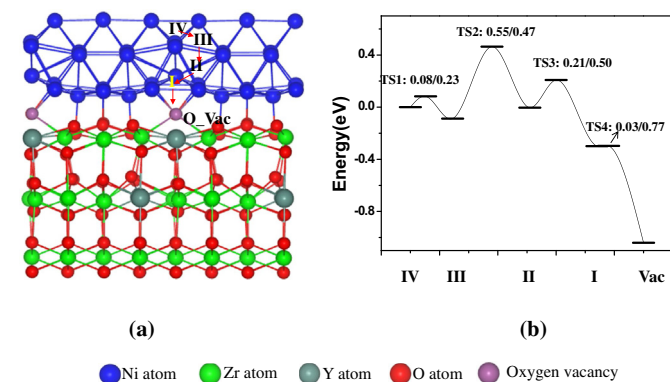 IV
III
II
I
O_Vac
(a)
Energy(eV)
0.4
0.0
-0.4
-0.8
TS1: 0.08/0.23
TS2: 0.55/0.47
TS3: 0.21/0.50
TS4: 0.03/0.77
IV III II I Vac
(b)
Ni atom Zr atom Y atom O atom Oxygen vacancy